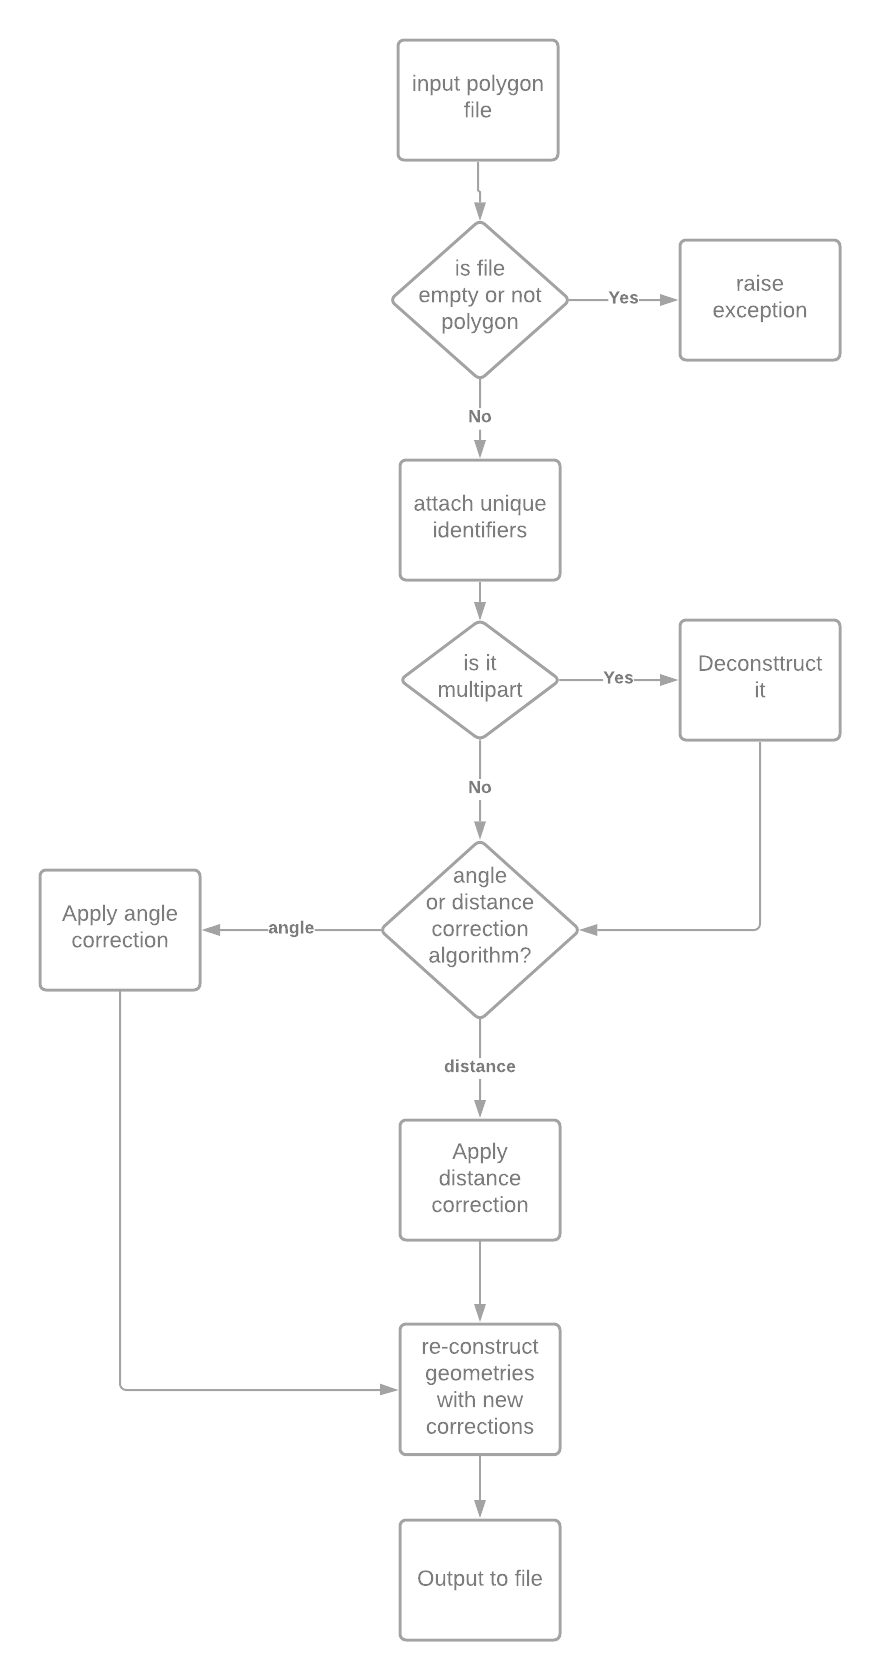 input polygon
file
is file
empty or not
polygon
Yes
raise
exception
No
attach unique
identifiers
is it
multipart
Yes
Deconsttruct
it
No
angle
or distance
correction
algorithm?
angle
Apply angle
correction
distance
Apply
distance
correction
re-construct
geometries
with new
corrections
Output to file